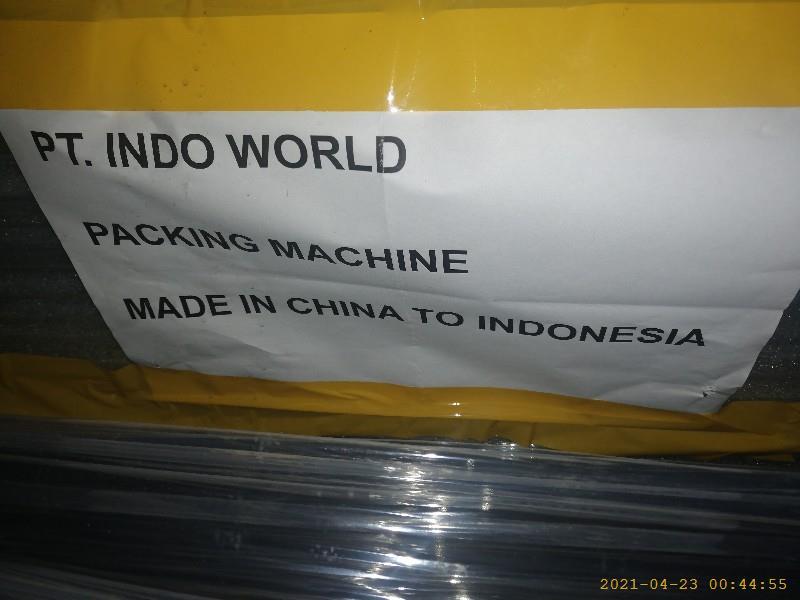 PT. INDO WORLD
PACKING MACHINE
MADE IN CHINA TO INDONESIA
2021-04-23 00:44:55